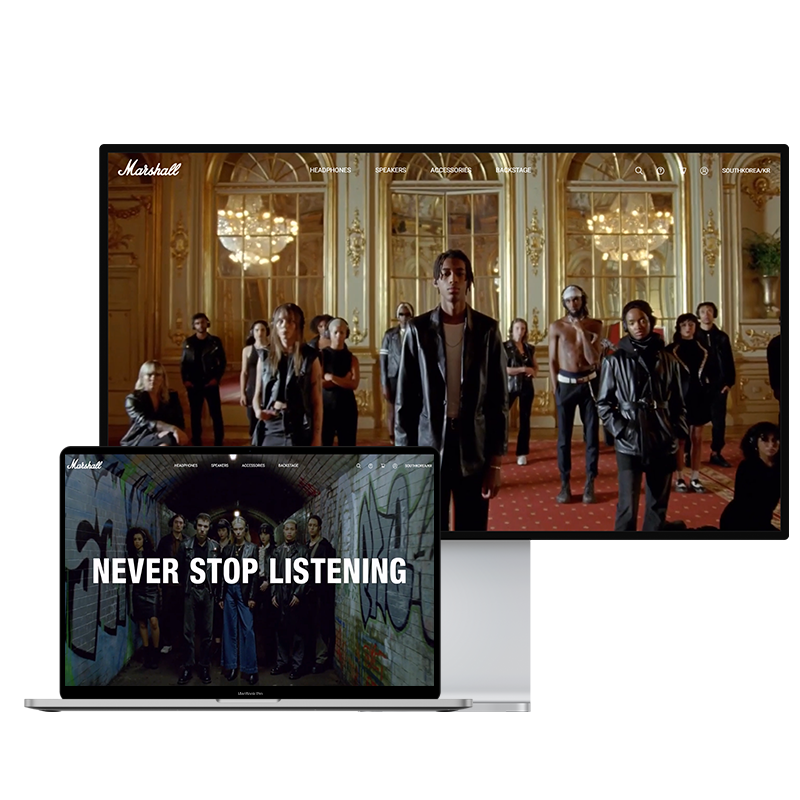 Marshall HEADPHONES SPEAKERS ACCESSORIES BACKSTAGE SOUTHKOREA/KR
Marshall HEADPHONES SPEAKERS ACCESSORIES BACKSTAGE SOUTHKOREA/KR
NEVER STOP LISTENING
MacBook Pro